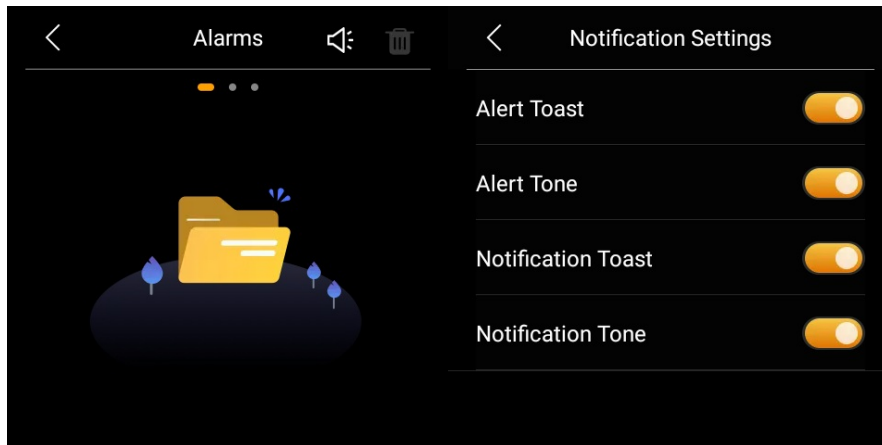 Alarms
Notification Settings
Alert Toast
Alert Tone
Notification Toast
Notification Tone